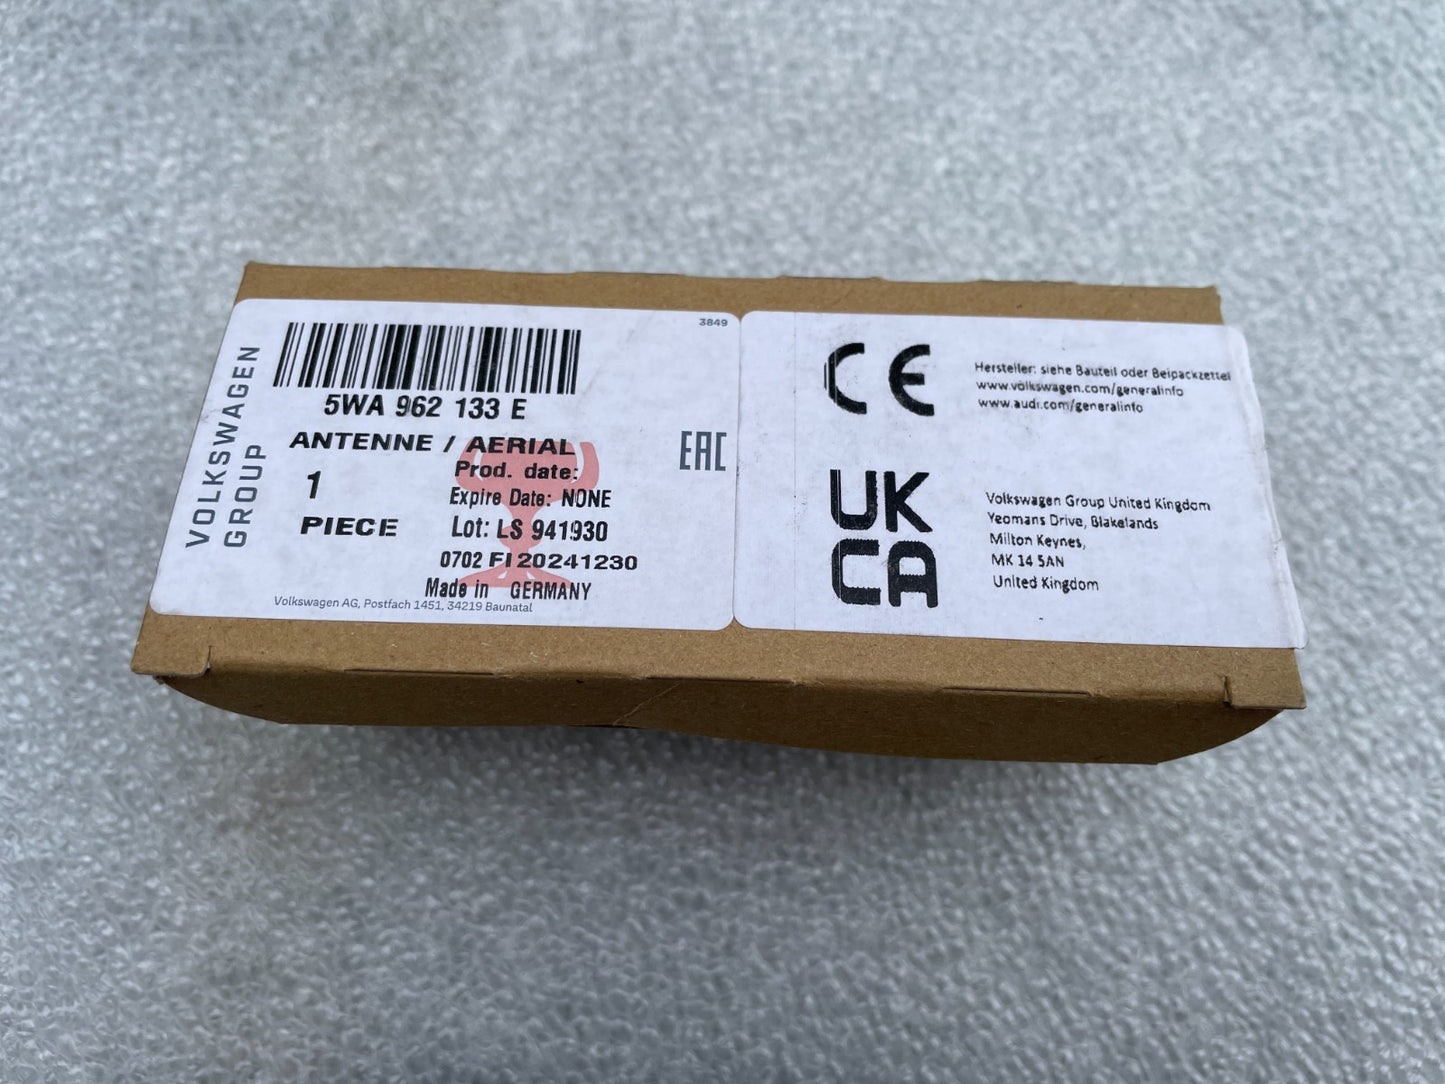 VOLKSWAGEN
GROUP
3849
5WA 962 133 E
ANTENNE / AERIAL
1
PIECE
Prod. date:
Expire Date: NONE
Lot: LS 941930
0702 FI 20241230
Made in GERMANY
Volkswagen AG, Postfach 1451, 34219 Baunatal
EAC
CE
Hersteller: siehe Bauteil oder Beipackzettel
www.volkswagen.com/generalinfo
www.audi.com/generalinfo
UK
CA
Volkswagen Group United Kingdom
Yeomans Drive, Blakelands
Milton Keynes,
MK 14 5AN
United Kingdom